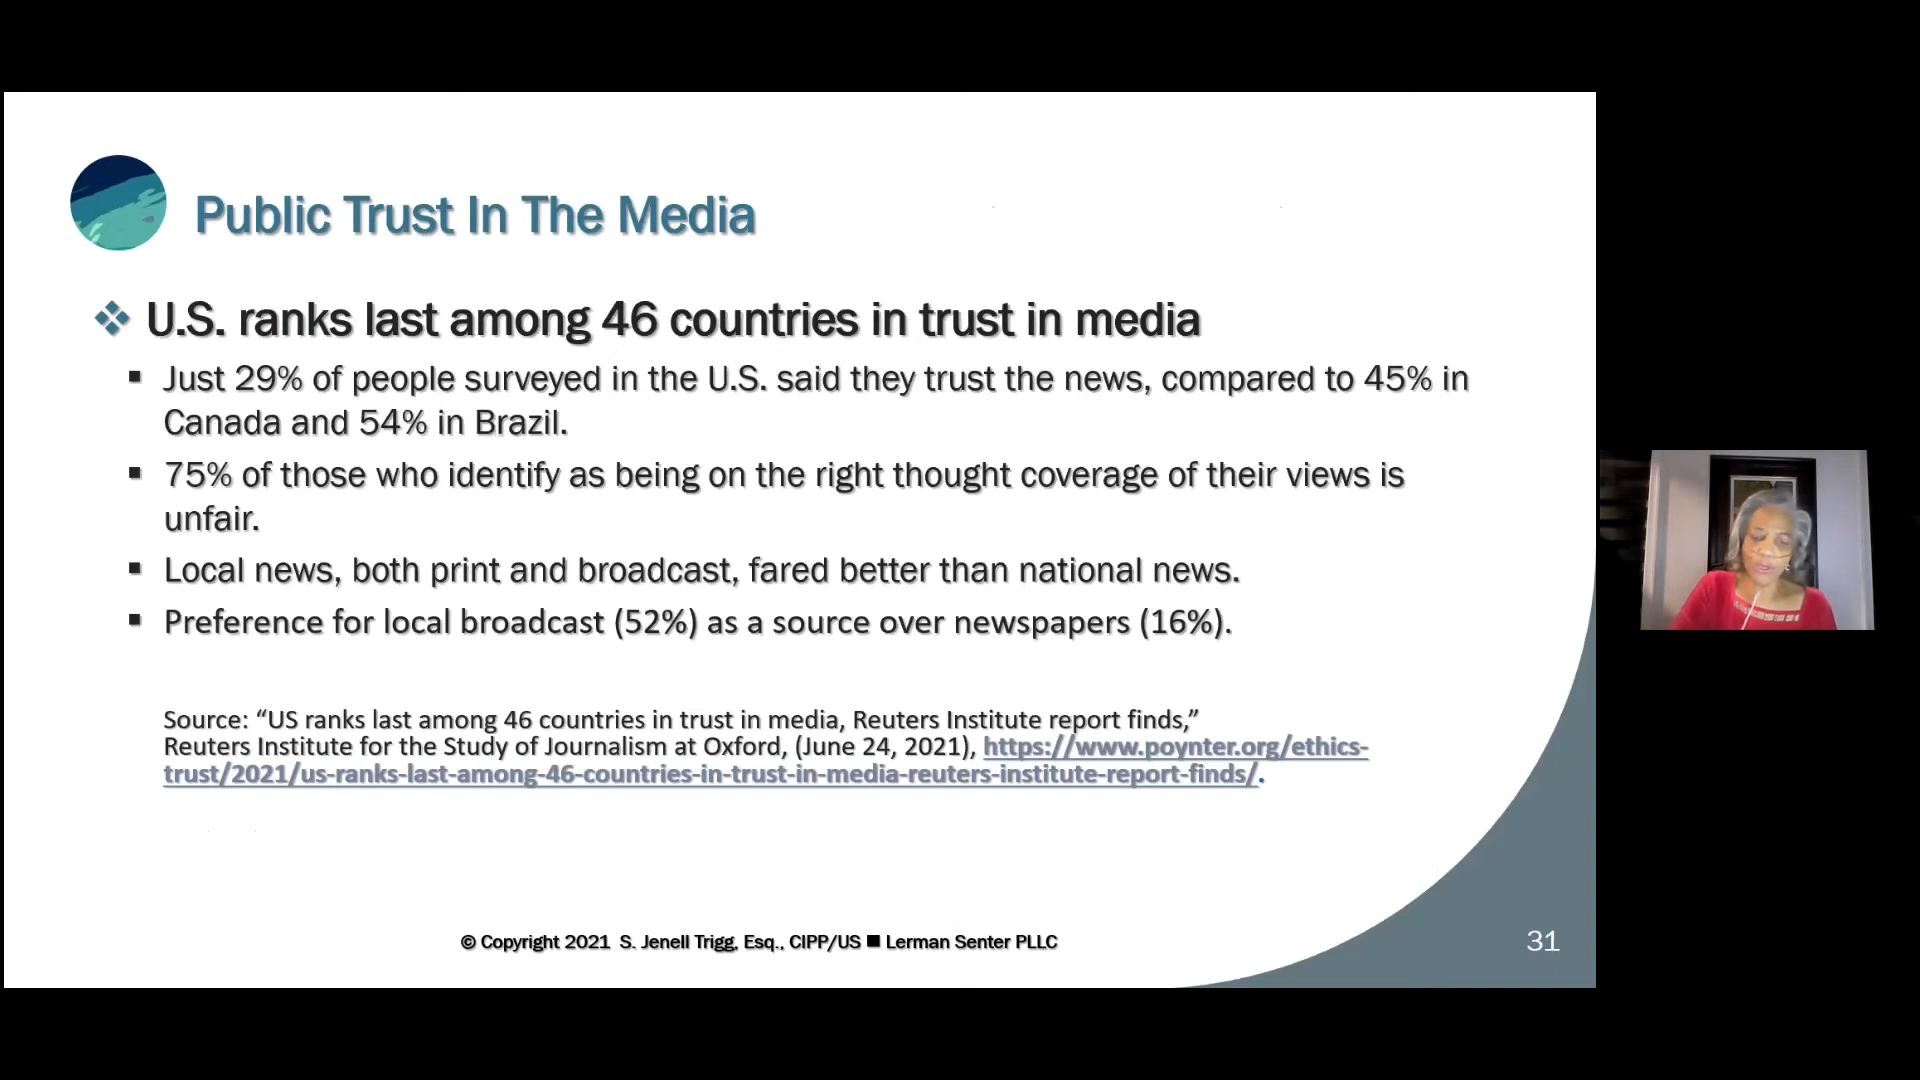 Public Trust In The Media
❖ U.S. ranks last among 46 countries in trust in media
▪ Just 29% of people surveyed in the U.S. said they trust the news, compared to 45% in
Canada and 54% in Brazil.
▪ 75% of those who identify as being on the right thought coverage of their views is
unfair.
▪ Local news, both print and broadcast, fared better than national news.
▪ Preference for local broadcast (52%) as a source over newspapers (16%).
Source: “US ranks last among 46 countries in trust in media, Reuters Institute report finds,”
Reuters Institute for the Study of Journalism at Oxford, (June 24, 2021), https://www.poynter.org/ethics-
trust/2021/us-ranks-last-among-46-countries-in-trust-in-media-reuters-institute-report-finds/.
© Copyright 2021 S. Jenell Trigg, Esq., CIPP/US ■ Lerman Senter PLLC
31